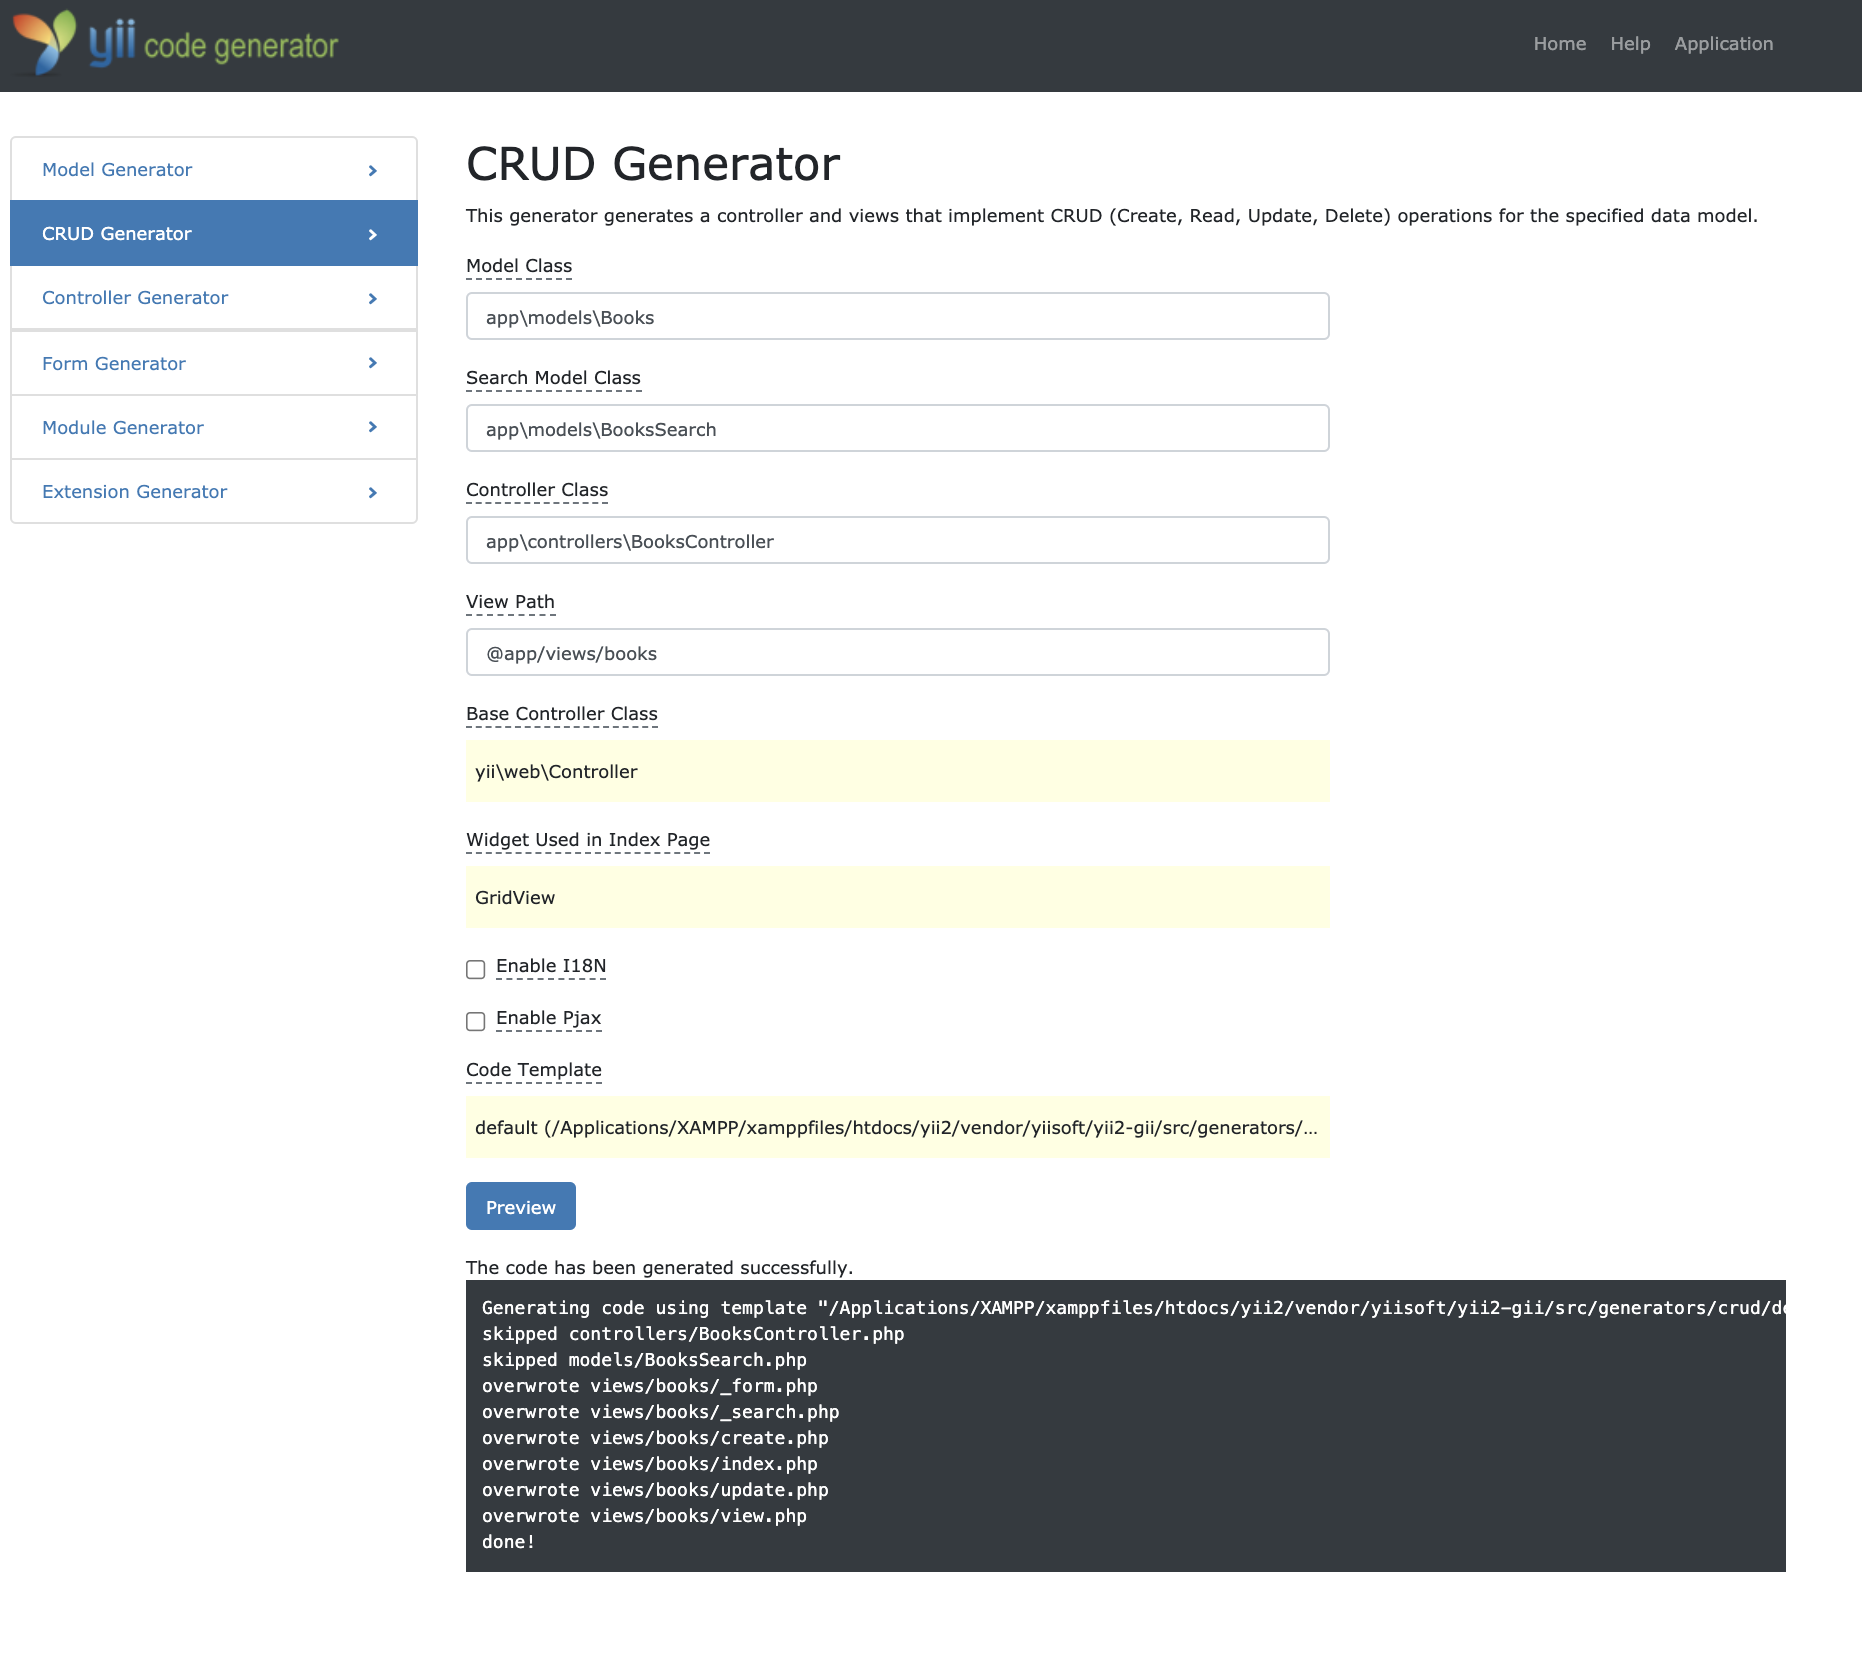 yii code generator
Home Help Application
Model Generator
CRUD Generator
Controller Generator
Form Generator
Module Generator
Extension Generator
CRUD Generator
This generator generates a controller and views that implement CRUD (Create, Read, Update, Delete) operations for the specified data model.
Model Class
app\models\Books
Search Model Class
app\models\BooksSearch
Controller Class
app\controllers\BooksController
View Path
@app/views/books
Base Controller Class
yii\web\Controller
Widget Used in Index Page
GridView
Enable I18N
Enable Pjax
Code Template
default (/Applications/XAMPP/xamppfiles/htdocs/yii2/vendor/yiisoft/yii2-gii/src/generators/...
Preview
The code has been generated successfully.
Generating code using template "/Applications/XAMPP/xamppfiles/htdocs/yii2/vendor/yiisoft/yii2-gii/src/generators/crud/de
skipped controllers/BooksController.php
skipped models/BooksSearch.php
overwrote views/books/_form.php
overwrote views/books/_search.php
overwrote views/books/create.php
overwrote views/books/index.php
overwrote views/books/update.php
overwrote views/books/view.php
done!